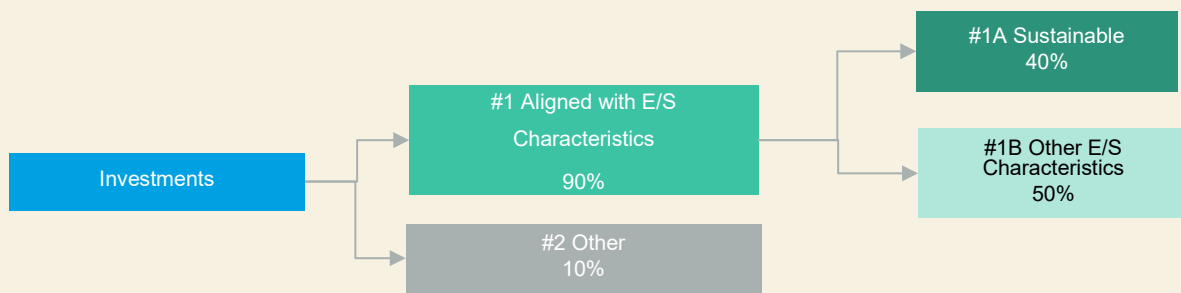 Investments
#1 Aligned with E/S
Characteristics
90%
#2 Other
10%
#1A Sustainable
40%
#1B Other E/S
Characteristics
50%